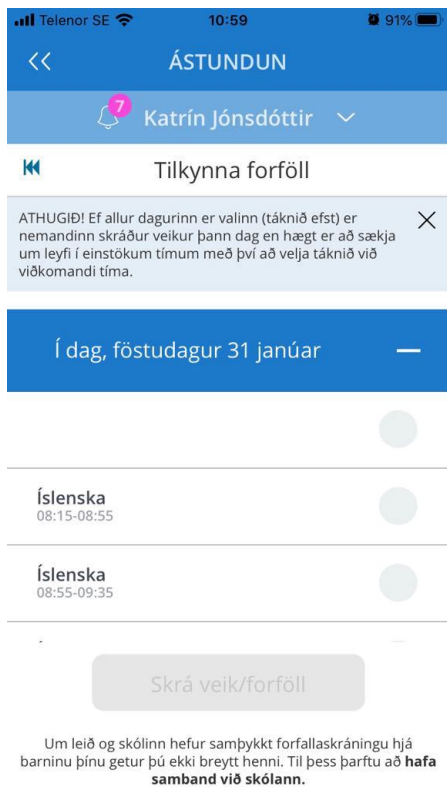 Telenor SE 10:59 91%
ÁSTUNDUN
7 Katrín Jónsdóttir
Tilkynna forföll
ATHUGIÐ! Ef allur dagurinn er valinn (táknið efst) er
nemandinn skráður veikur þann dag en hægt er að sækja
um leyfi í einstökum tímum með því að velja táknið við
viðkomandi tíma.
Í dag, föstudagur 31 janúar
Íslenska
08:15-08:55
Íslenska
08:55-09:35
Skrá veik/forföll
Um leið og skólinn hefur samþykkt forfallaskráningu hjá
barninu þínu getur þú ekki breytt henni. Til þess þarftu að hafa
samband við skólann.